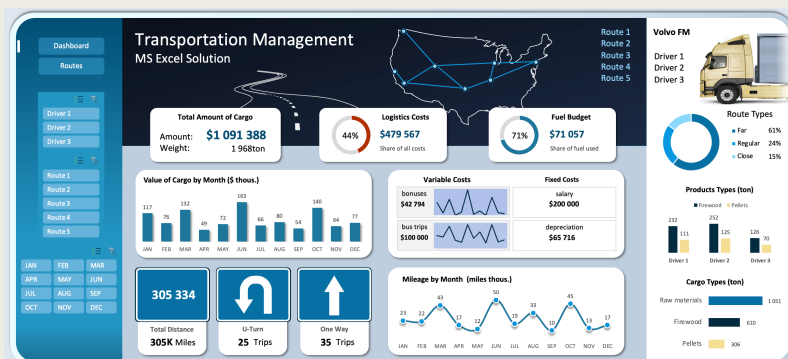 Dashboard
Routes
Driver 1
Driver 2
Driver 3
Route 1
Route 2
Route 3
Route 4
Route 5
JAN FEB MAR
APR MAY JUN
JUL AUG SEP
OCT NOV DEC
Transportation Management
MS Excel Solution
Route 1
Route 2
Route 3
Route 4
Route 5
Total Amount of Cargo
Amount: $1 091 388
Weight: 1 968ton
44%
Logistics Costs
$479 567
Share of all costs
71%
Fuel Budget
$71 057
Share of fuel used
Value of Cargo by Month ($ thous.)
117 76 132 49 72 163 66 80 54 140 64 77
JAN FEB MAR APR MAY JUN JUL AUG SEP OCT NOV DEC
Variable Costs Fixed Costs
bonuses
$42 794
salary
$200 000
bus trips
$100 000
depreciation
$65 716
305 334
Total Distance
305K Miles
U-Turn
25 Trips
One Way
35 Trips
Mileage by Month (miles thous.)
23 22 43 17 12 50 19 33 10 45 13 17
JAN FEB MAR APR MAY JUN JUL AUG SEP OCT NOV DEC
Volvo FM
Driver 1
Driver 2
Driver 3
Route Types
Far 61%
Regular 24%
Close 15%
Products Types (ton)
Firewood Pellets
232 111 252 125 126 70
Driver 1 Driver 2 Driver 3
Cargo Types (ton)
Raw materials 1 051
Firewood 610
Pellets 306